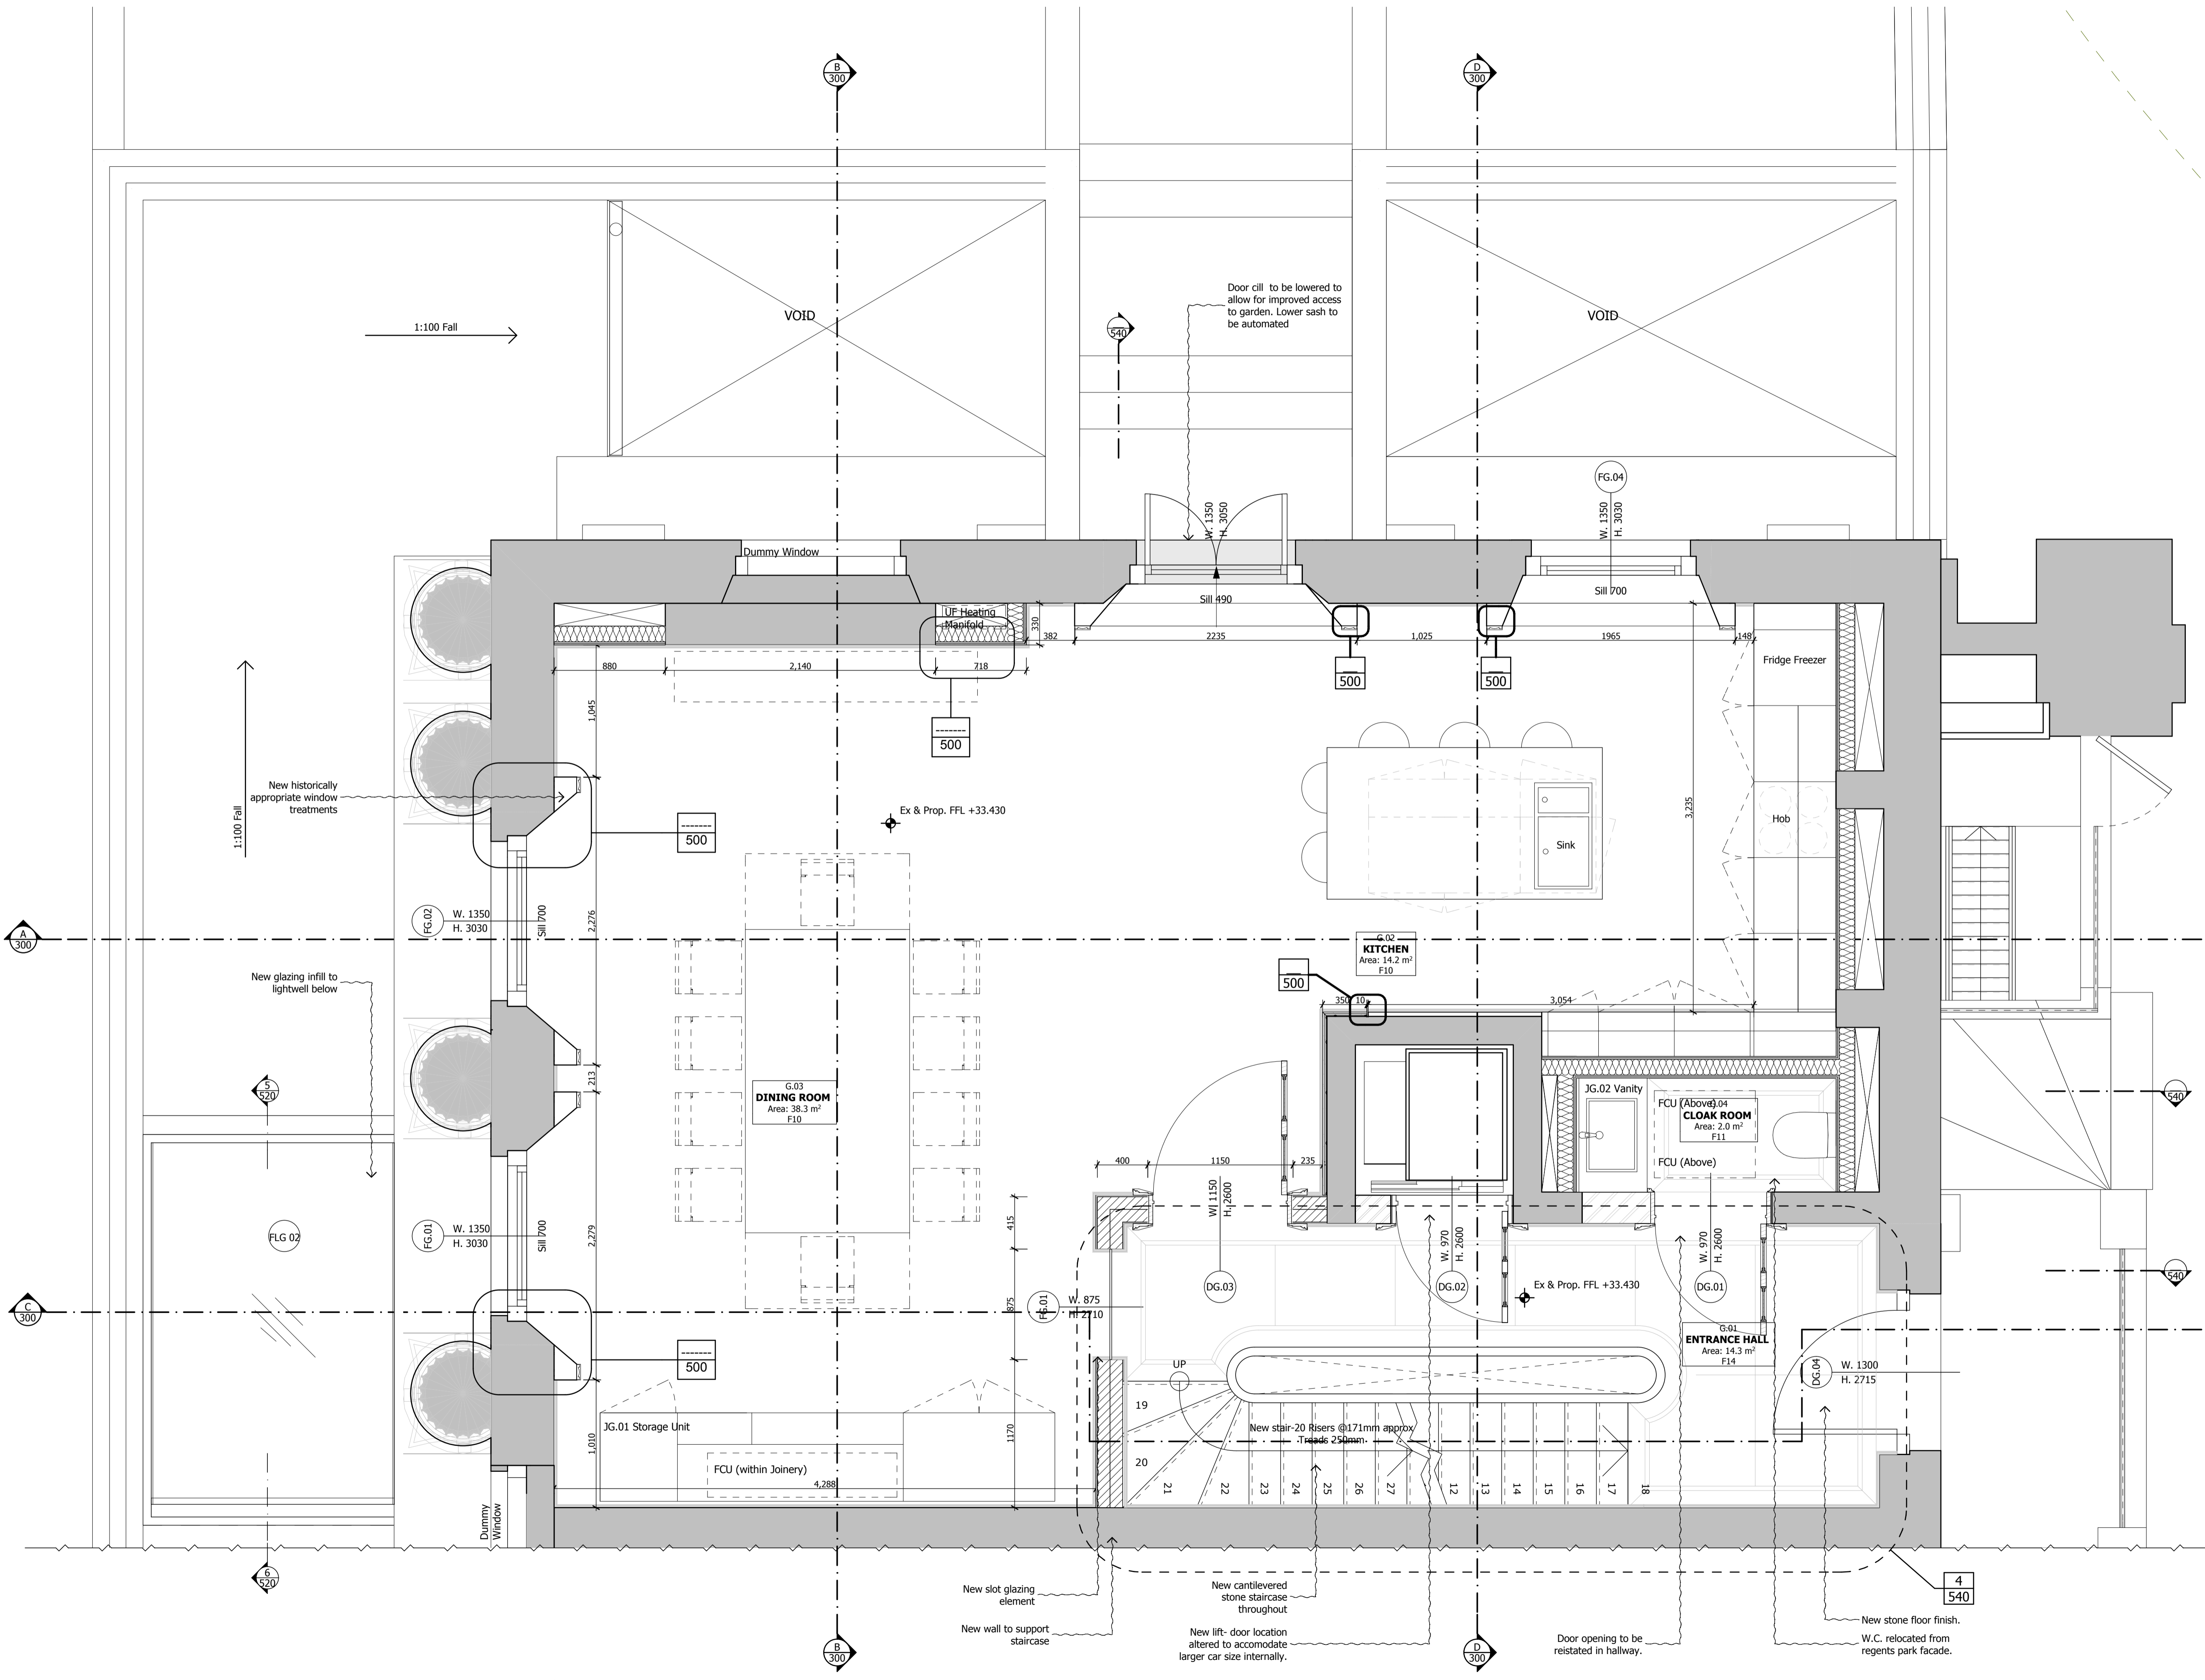 B
300
D
300
Door cill  to be lowered to
allow for improved access
to garden. Lower sash to
be automated
VOID
VOID
1:100 Fall
540
FG.04
W. 1350
H. 3050
W. 1350
H. 3030
Dummy Window
Sill 490
Sill 700
UF Heating
Manifold
330
382
2235
1,025
1965
148
880
2,140
718
Fridge Freezer
500
500
-------
500
1,045
New historically
appropriate window
treatments
1:100 Fall
-------
500
Ex & Prop. FFL +33.430
3,235
Hob
Sink
FG.02
W. 1350
H. 3030
Sill 700
2,276
A
300
G.02
KITCHEN
Area: 14.2 m²
F10
New glazing infill to
lightwell below
500
350
10
3,054
5
520
213
G.03
DINING ROOM
Area: 38.3 m²
F10
JG.02 Vanity
FCU (Above)
G.04
CLOAK ROOM
Area: 2.0 m²
F11
FCU (Above)
540
400
1150
235
W. 1150
H. 2600
415
FLG 02
FG.01
W. 1350
H. 3030
Sill 700
2,279
W. 970
H. 2600
W. 970
H. 2600
DG.03
DG.02
DG.01
Ex & Prop. FFL +33.430
540
C
300
FG.01
W. 875
H. 2710
875
G.01
ENTRANCE HALL
Area: 14.3 m²
F14
-------
500
UP
DG.04
W. 1300
H. 2715
JG.01 Storage Unit
1,010
1170
19
New stair-20 Risers @171mm approx
Treads 250mm
FCU (within Joinery)
4,288
20
21
22
23
24
25
26
27
12
13
14
15
16
17
18
Dummy
Window
6
520
New slot glazing
element
New cantilevered
stone staircase
throughout
4
540
New wall to support
staircase
B
300
New lift- door location
altered to accomodate
larger car size internally.
D
300
Door opening to be
reistated in hallway.
New stone floor finish.
W.C. relocated from
regents park facade.